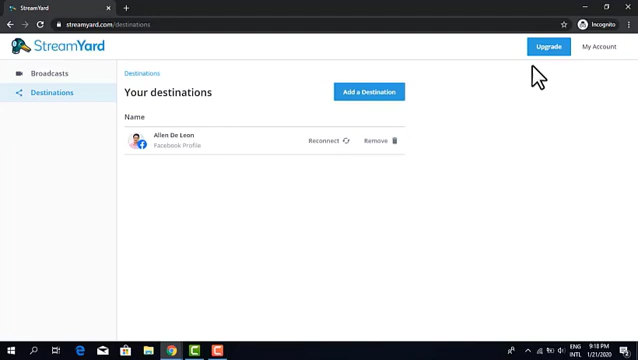 StreamYard
streamyard.com/destinations
Incognito
StreamYard
Upgrade
My Account
Broadcasts
Destinations
Destinations
Your destinations
Add a Destination
Name
Allen De Leon
Facebook Profile
Reconnect
Remove
ENG
INTL
9:18 PM
1/21/2020